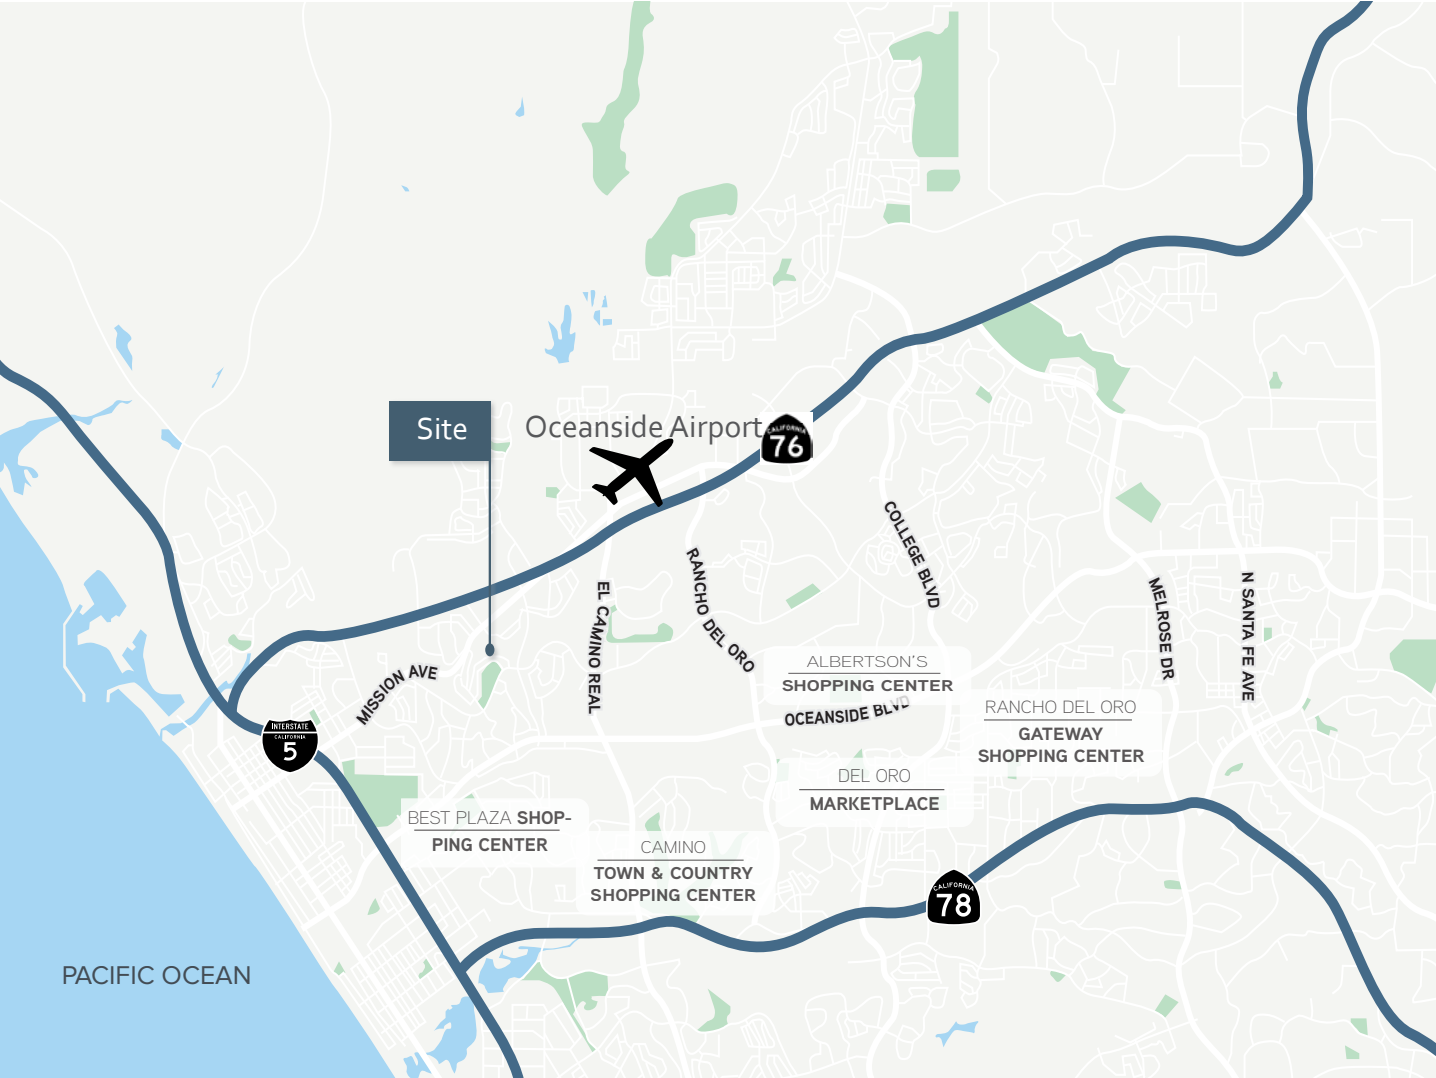 Site
Oceanside Airport
CALIFORNIA
76
COLLEGE BLVD
RANCHO DEL ORO
EL CAMINO REAL
MELROSE DR
N SANTA FE AVE
MISSION AVE
ALBERTSON'S
SHOPPING CENTER
OCEANSIDE BLVD
RANCHO DEL ORO
GATEWAY
SHOPPING CENTER
INTERSTATE
CALIFORNIA
5
DEL ORO
MARKETPLACE
BEST PLAZA SHOP-
PING CENTER
CAMINO
TOWN & COUNTRY
SHOPPING CENTER
CALIFORNIA
78
PACIFIC OCEAN